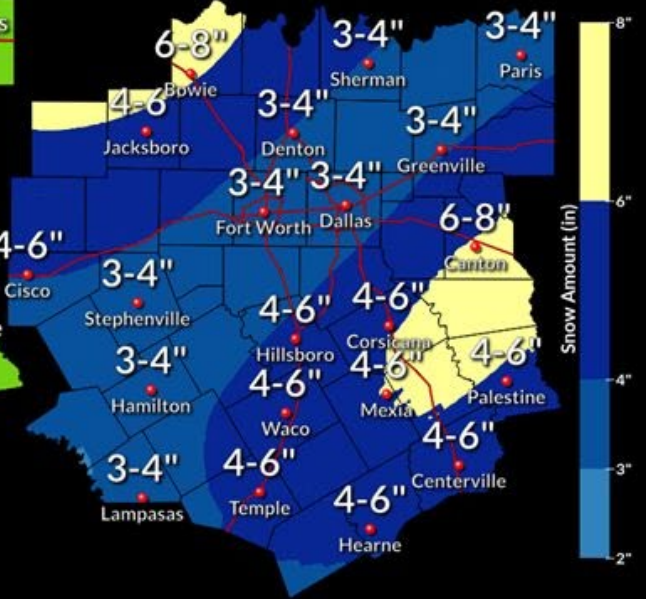 s
6-8"
Bowie
3-4"
Sherman
3-4"
Paris
4-6
Jacksboro
3-4"
Denton
3-4"
Greenville
3-4"
Fort Worth
3-4"
Dallas
6-8"
Canton
4-6"
Cisco
3-4"
Stephenville
4-6"
Hillsboro
4-6"
Corsicana
3-4"
Hamilton
4-6"
Waco
4-6"
Mexia
4-6"
Palestine
3-4"
Lampasas
4-6"
Temple
4-6"
Centerville
4-6"
Hearne
e
8"
6"
4"
3"
2"
Snow Amount (in)